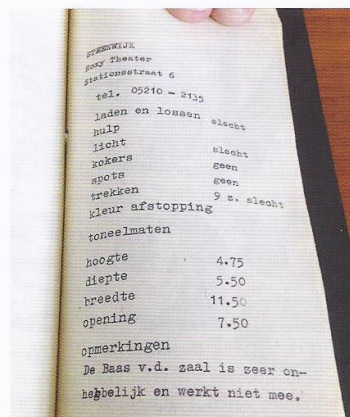 STEENWIJK
Roxy Theater
Stationsstraat 6
tel. 05210 - 2135
laden en lossen slecht
hulp
licht slecht
kokers geen
spots geen
trekken 9 z. slecht
kleur afstopping
toneelmaten
hoogte 4.75
diepte 5.50
breedte 11.50
opening 7.50
opmerkingen
De Baas v.d. zaal is zeer on-
hebbelijk en werkt niet mee.